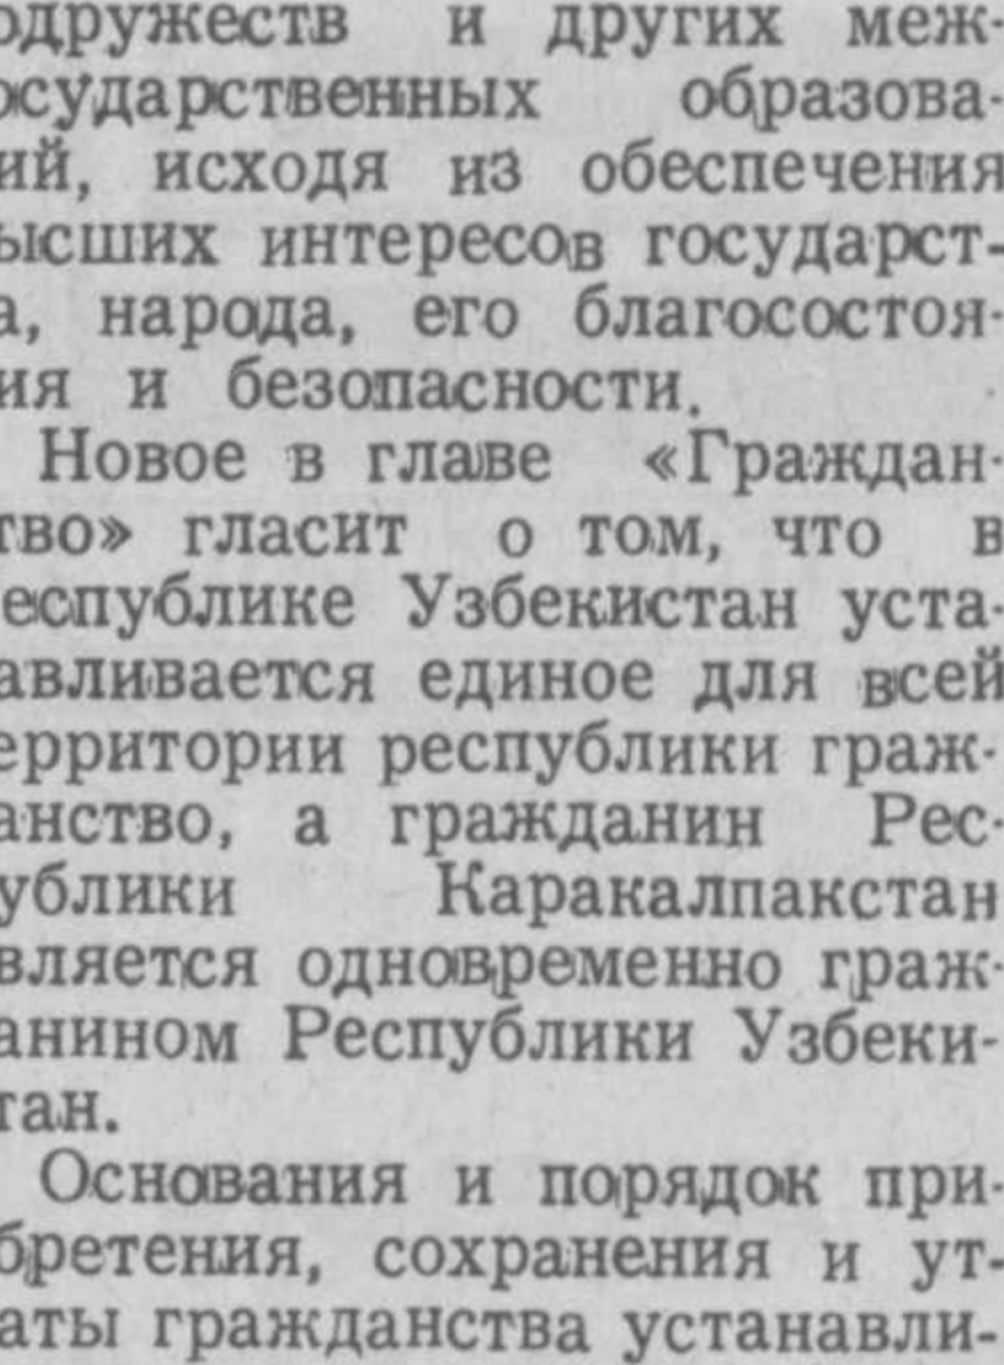 одружеств и других меж-
осударственных образова-
ий, исходя из обеспечения
ысших интересов государст-
а, народа, его благосостоя-
ия и безопасности.
Новое в главе «Граждан-
тво» гласит о том, что в
еспублике Узбекистан уста-
авливается единое для всей
ерритории республики граж-
анство, а гражданин Рес-
ублики Каракалпакстан
вляется одновременно граж-
анином Республики Узбеки-
тан.
Основания и порядок при-
бретения, сохранения и ут-
аты гражданства устанавли-